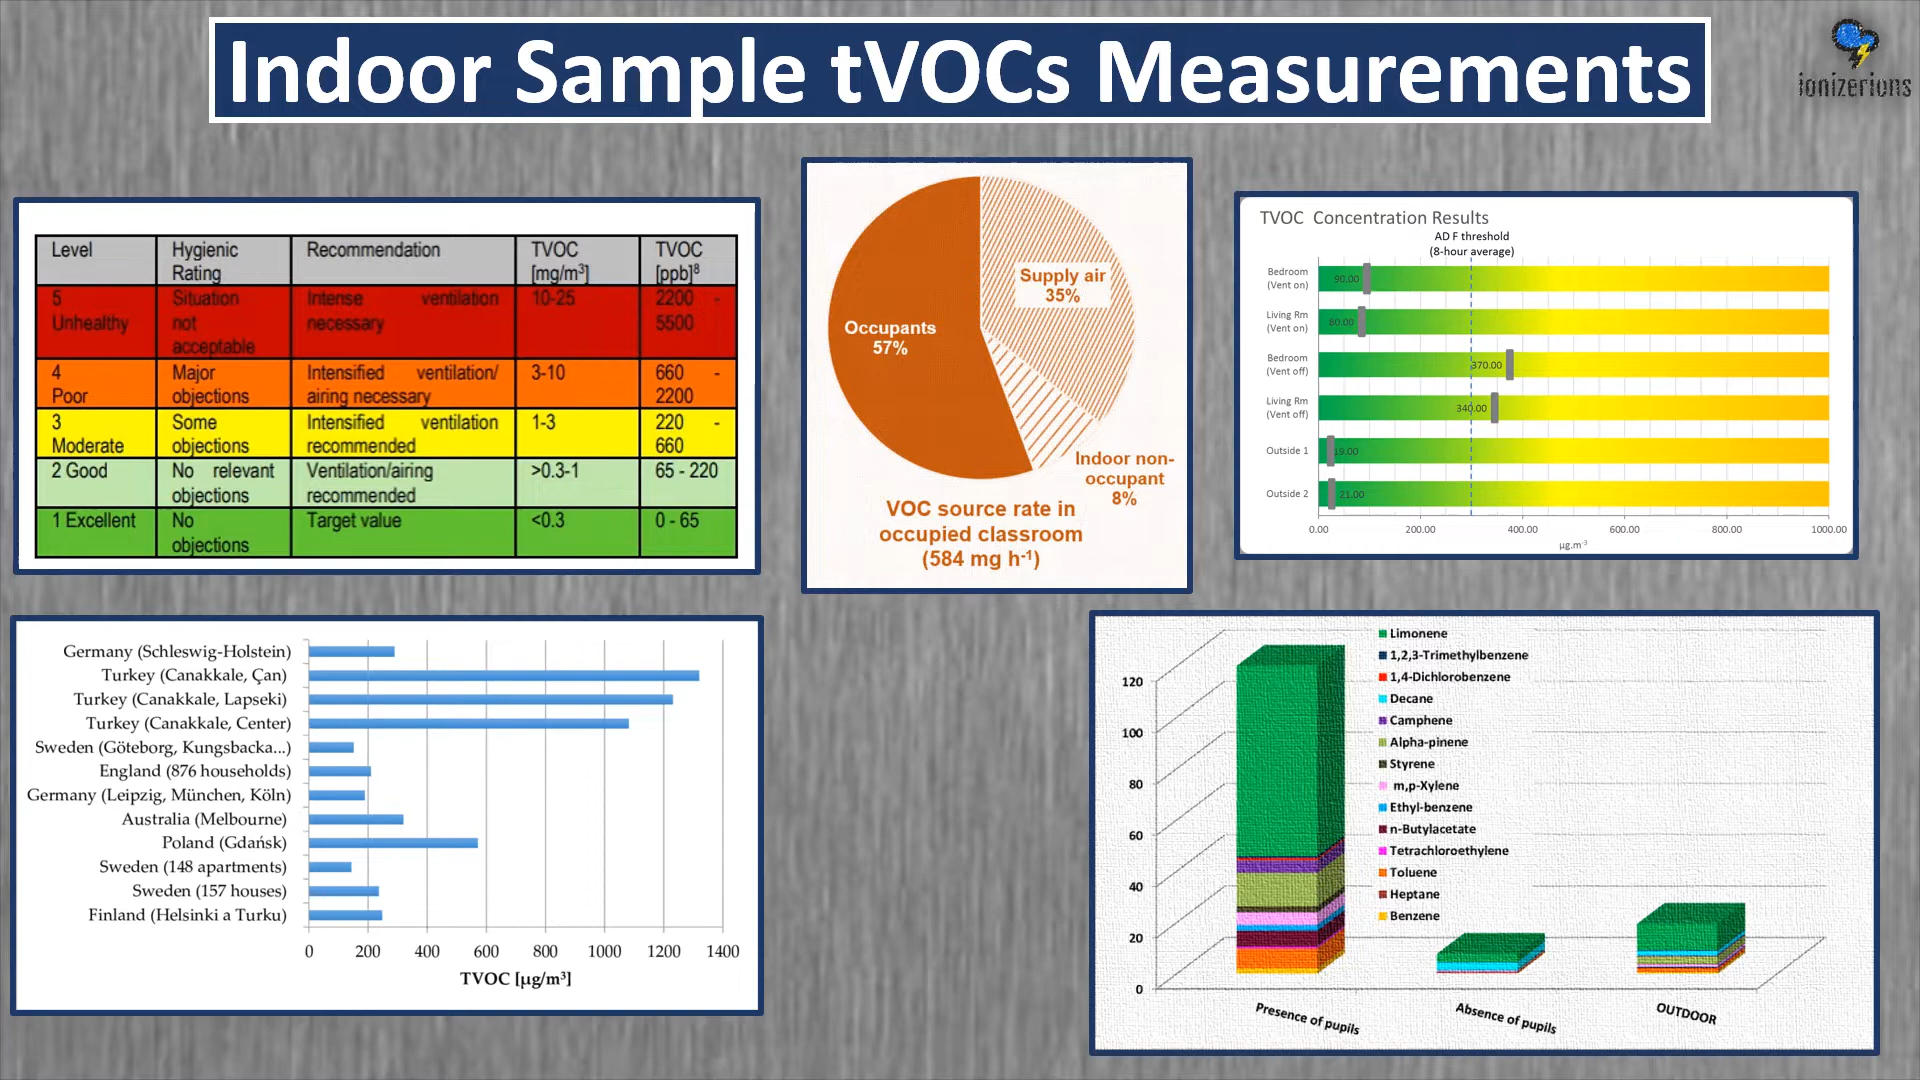 Indoor Sample tVOCs Measurements
ionizerions
Level Hygienic Rating Recommendation TVOC [mg/m³] TVOC [ppb]⁸
5 Unhealthy Situation not acceptable Intense ventilation necessary 10-25 2200 - 5500
4 Poor Major objections Intensified ventilation/ airing necessary 3-10 660 - 2200
3 Moderate Some objections Intensified ventilation recommended 1-3 220 - 660
2 Good No relevant objections Ventilation/airing recommended >0.3-1 65 - 220
1 Excellent No objections Target value <0.3 0 - 65
Supply air
35%
Occupants
57%
Indoor non-
occupant
8%
VOC source rate in
occupied classroom
(584 mg h⁻¹)
TVOC Concentration Results
AD F threshold
(8-hour average)
Bedroom
(Vent on)
90.00
Living Rm
(Vent on)
80.00
Bedroom
(Vent off)
370.00
Living Rm
(Vent off)
340.00
Outside 1
19.00
Outside 2
21.00
0.00 200.00 400.00 600.00 800.00 1000.00
µg.m⁻³
Germany (Schleswig-Holstein)
Turkey (Canakkale, Çan)
Turkey (Canakkale, Lapseki)
Turkey (Canakkale, Center)
Sweden (Göteborg, Kungsbacka...)
England (876 households)
Germany (Leipzig, München, Köln)
Australia (Melbourne)
Poland (Gdańsk)
Sweden (148 apartments)
Sweden (157 houses)
Finland (Helsinki a Turku)
0 200 400 600 800 1000 1200 1400
TVOC [µg/m³]
Limonene
1,2,3-Trimethylbenzene
1,4-Dichlorobenzene
Decane
Camphene
Alpha-pinene
Styrene
m,p-Xylene
Ethyl-benzene
n-Butylacetate
Tetrachloroethylene
Toluene
Heptane
Benzene
120
100
80
60
40
20
0
Presence of pupils
Absence of pupils
OUTDOOR